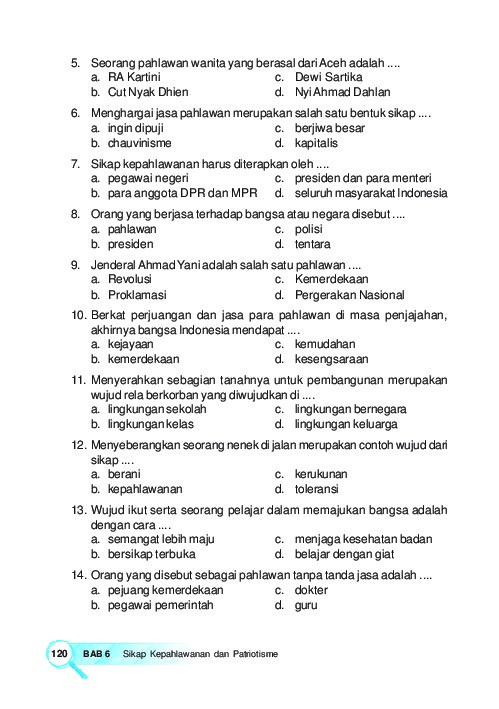 5. Seorang pahlawan wanita yang berasal dari Aceh adalah ....
a. RA Kartini c. Dewi Sartika
b. Cut Nyak Dhien d. Nyi Ahmad Dahlan
6. Menghargai jasa pahlawan merupakan salah satu bentuk sikap ....
a. ingin dipuji c. berjiwa besar
b. chauvinisme d. kapitalis
7. Sikap kepahlawanan harus diterapkan oleh ....
a. pegawai negeri c. presiden dan para menteri
b. para anggota DPR dan MPR d. seluruh masyarakat Indonesia
8. Orang yang berjasa terhadap bangsa atau negara disebut ....
a. pahlawan c. polisi
b. presiden d. tentara
9. Jenderal Ahmad Yani adalah salah satu pahlawan ....
a. Revolusi c. Kemerdekaan
b. Proklamasi d. Pergerakan Nasional
10. Berkat perjuangan dan jasa para pahlawan di masa penjajahan,
akhirnya bangsa Indonesia mendapat ....
a. kejayaan c. kemudahan
b. kemerdekaan d. kesengsaraan
11. Menyerahkan sebagian tanahnya untuk pembangunan merupakan
wujud rela berkorban yang diwujudkan di ....
a. lingkungan sekolah c. lingkungan bernegara
b. lingkungan kelas d. lingkungan keluarga
12. Menyeberangkan seorang nenek di jalan merupakan contoh wujud dari
sikap ....
a. berani c. kerukunan
b. kepahlawanan d. toleransi
13. Wujud ikut serta seorang pelajar dalam memajukan bangsa adalah
dengan cara ....
a. semangat lebih maju c. menjaga kesehatan badan
b. bersikap terbuka d. belajar dengan giat
14. Orang yang disebut sebagai pahlawan tanpa tanda jasa adalah ....
a. pejuang kemerdekaan c. dokter
b. pegawai pemerintah d. guru
120 BAB 6 Sikap Kepahlawanan dan Patriotisme